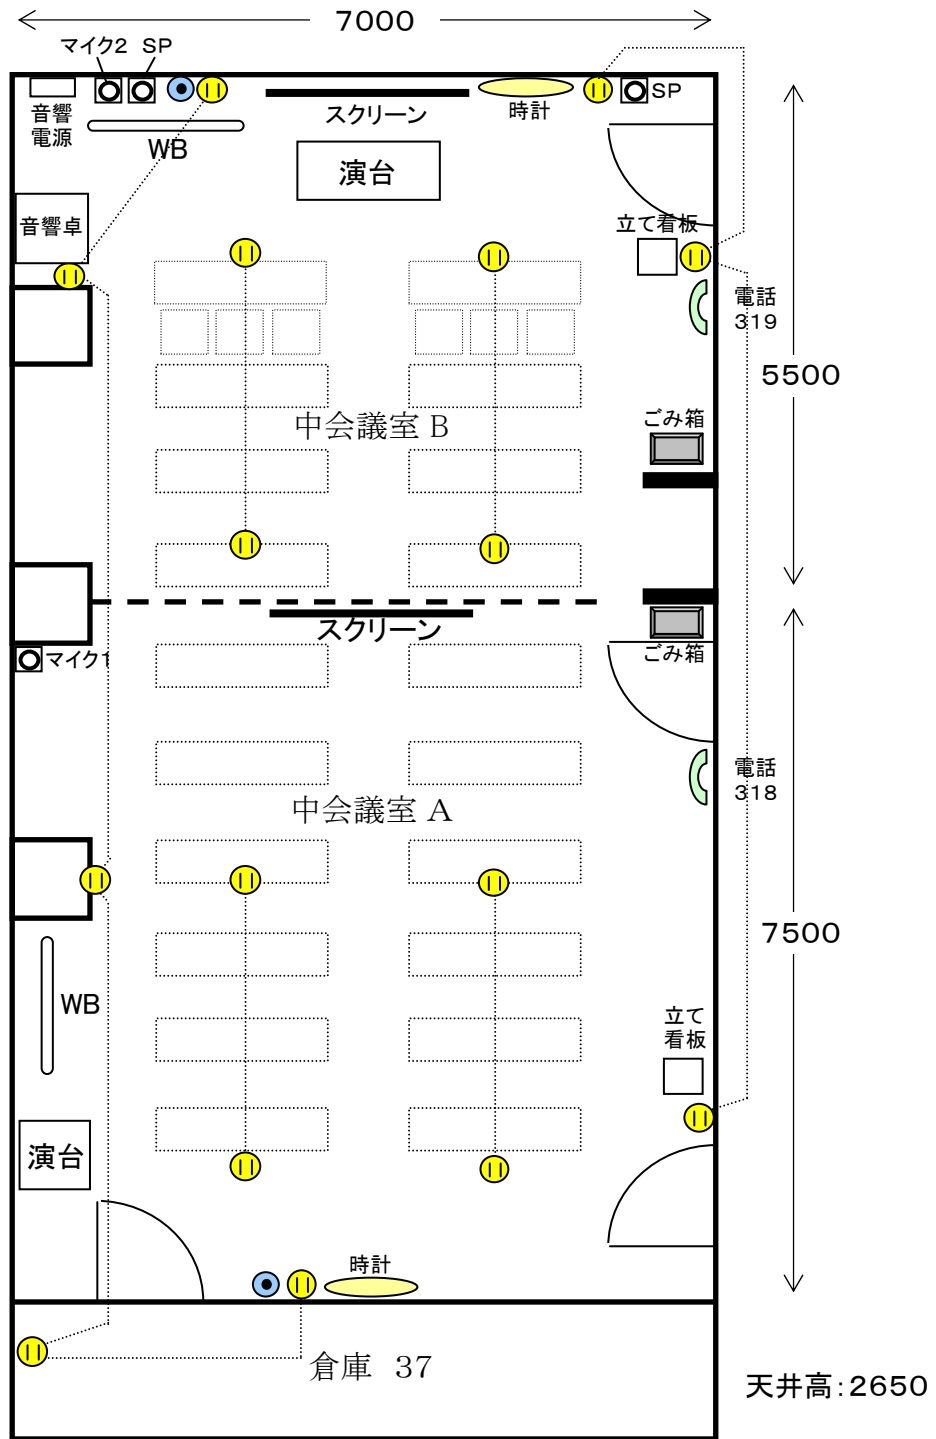 7000
マイク2 SP
音響
電源
WB
スクリーン
時計
SP
演台
音響卓
立て看板
電話
319
5500
中会議室 B
ごみ箱
スクリーン
マイク1
ごみ箱
電話
318
中会議室 A
7500
WB
立て
看板
演台
時計
倉庫 37
天井高:2650